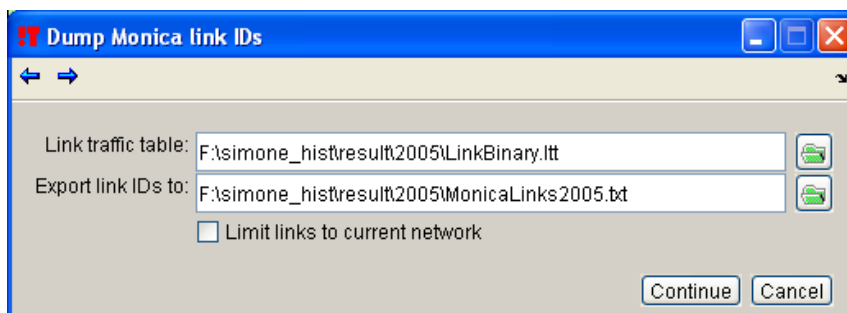 Dump Monica link IDs
Link traffic table: F:\simone_hist\result\2005\LinkBinary.ltt
Export link IDs to: F:\simone_hist\result\2005\MonicaLinks2005.txt
Limit links to current network
Continue Cancel